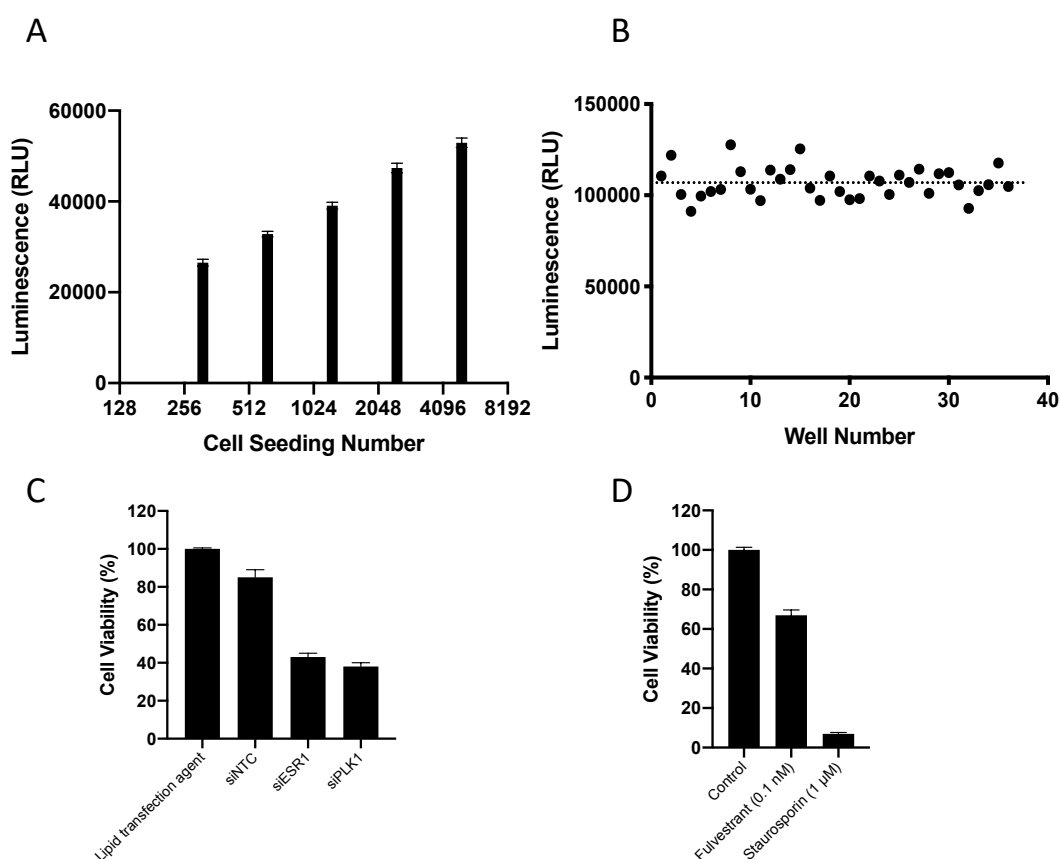 A
Luminescence (RLU)
60000
40000
20000
0
128 256 512 1024 2048 4096 8192
Cell Seeding Number
B
Luminescence (RLU)
150000
100000
50000
0
0 10 20 30 40
Well Number
C
Cell Viability (%)
120
100
80
60
40
20
0
Lipid transfection agent
siNTC
siESR1
siPLK1
D
Cell Viability (%)
120
100
80
60
40
20
0
Control
Fulvestrant (0.1 nM)
Staurosporin (1 µM)